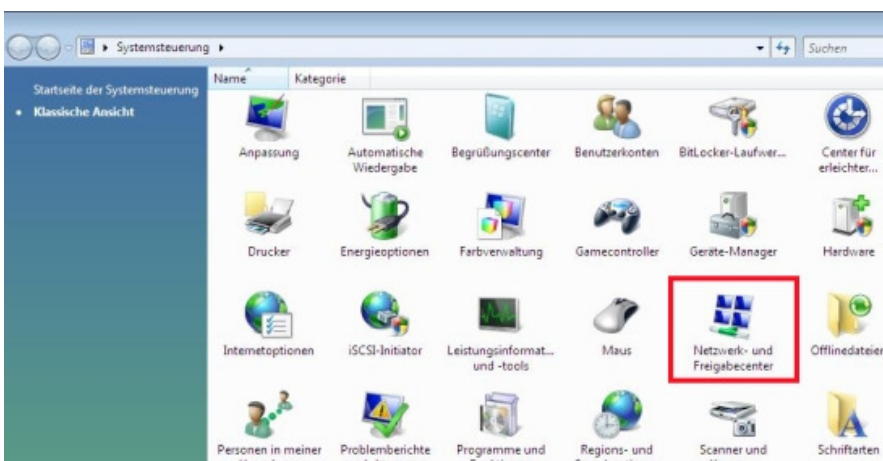 Systemsteuerung
Suchen
Startseite der Systemsteuerung
Klassische Ansicht
Name Kategorie
Anpassung
Automatische
Wiedergabe
Begrüßungscenter
Benutzerkonten
BitLocker-Laufwer...
Center für
erleichter...
Drucker
Energieoptionen
Farbverwaltung
Gamecontroller
Geräte-Manager
Hardware
Internetoptionen
iSCSI-Initiator
Leistungsinformat...
und -tools
Maus
Netzwerk- und
Freigabecenter
Offlinedateien
Personen in meiner
Problemberichte
Programme und
Regions- und
Scanner und
Schriftarten